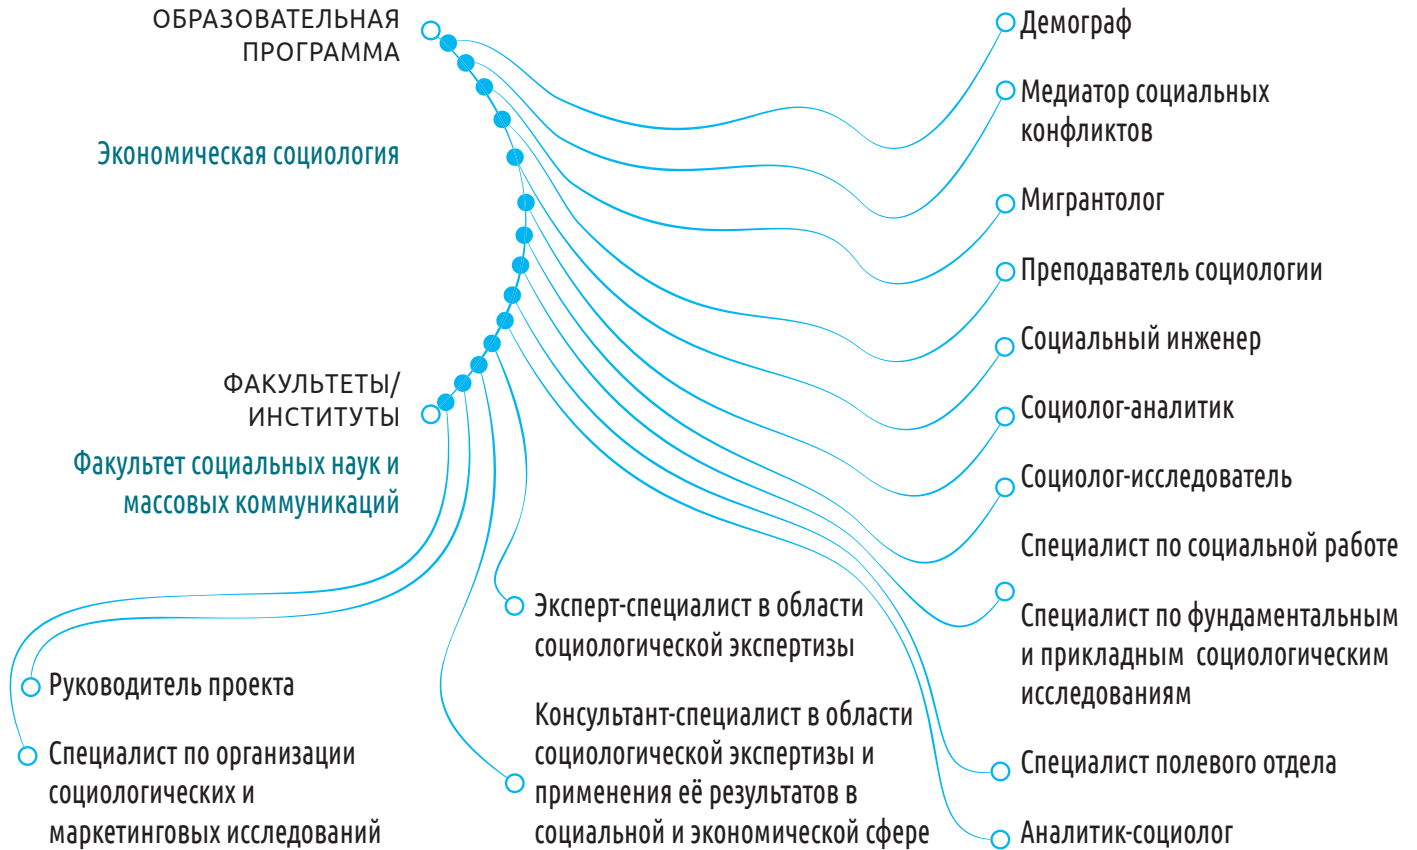 ОБРАЗОВАТЕЛЬНАЯ
ПРОГРАММА
Экономическая социология
ФАКУЛЬТЕТЫ/
ИНСТИТУТЫ
Факультет социальных наук и
массовых коммуникаций
Демограф
Медиатор социальных
конфликтов
Мигрантолог
Преподаватель социологии
Социальный инженер
Социолог-аналитик
Социолог-исследователь
Специалист по социальной работе
Специалист по фундаментальным
и прикладным социологическим
исследованиям
Специалист полевого отдела
Аналитик-социолог
Эксперт-специалист в области
социологической экспертизы
Консультант-специалист в области
социологической экспертизы и
применения её результатов в
социальной и экономической сфере
Руководитель проекта
Специалист по организации
социологических и
маркетинговых исследований